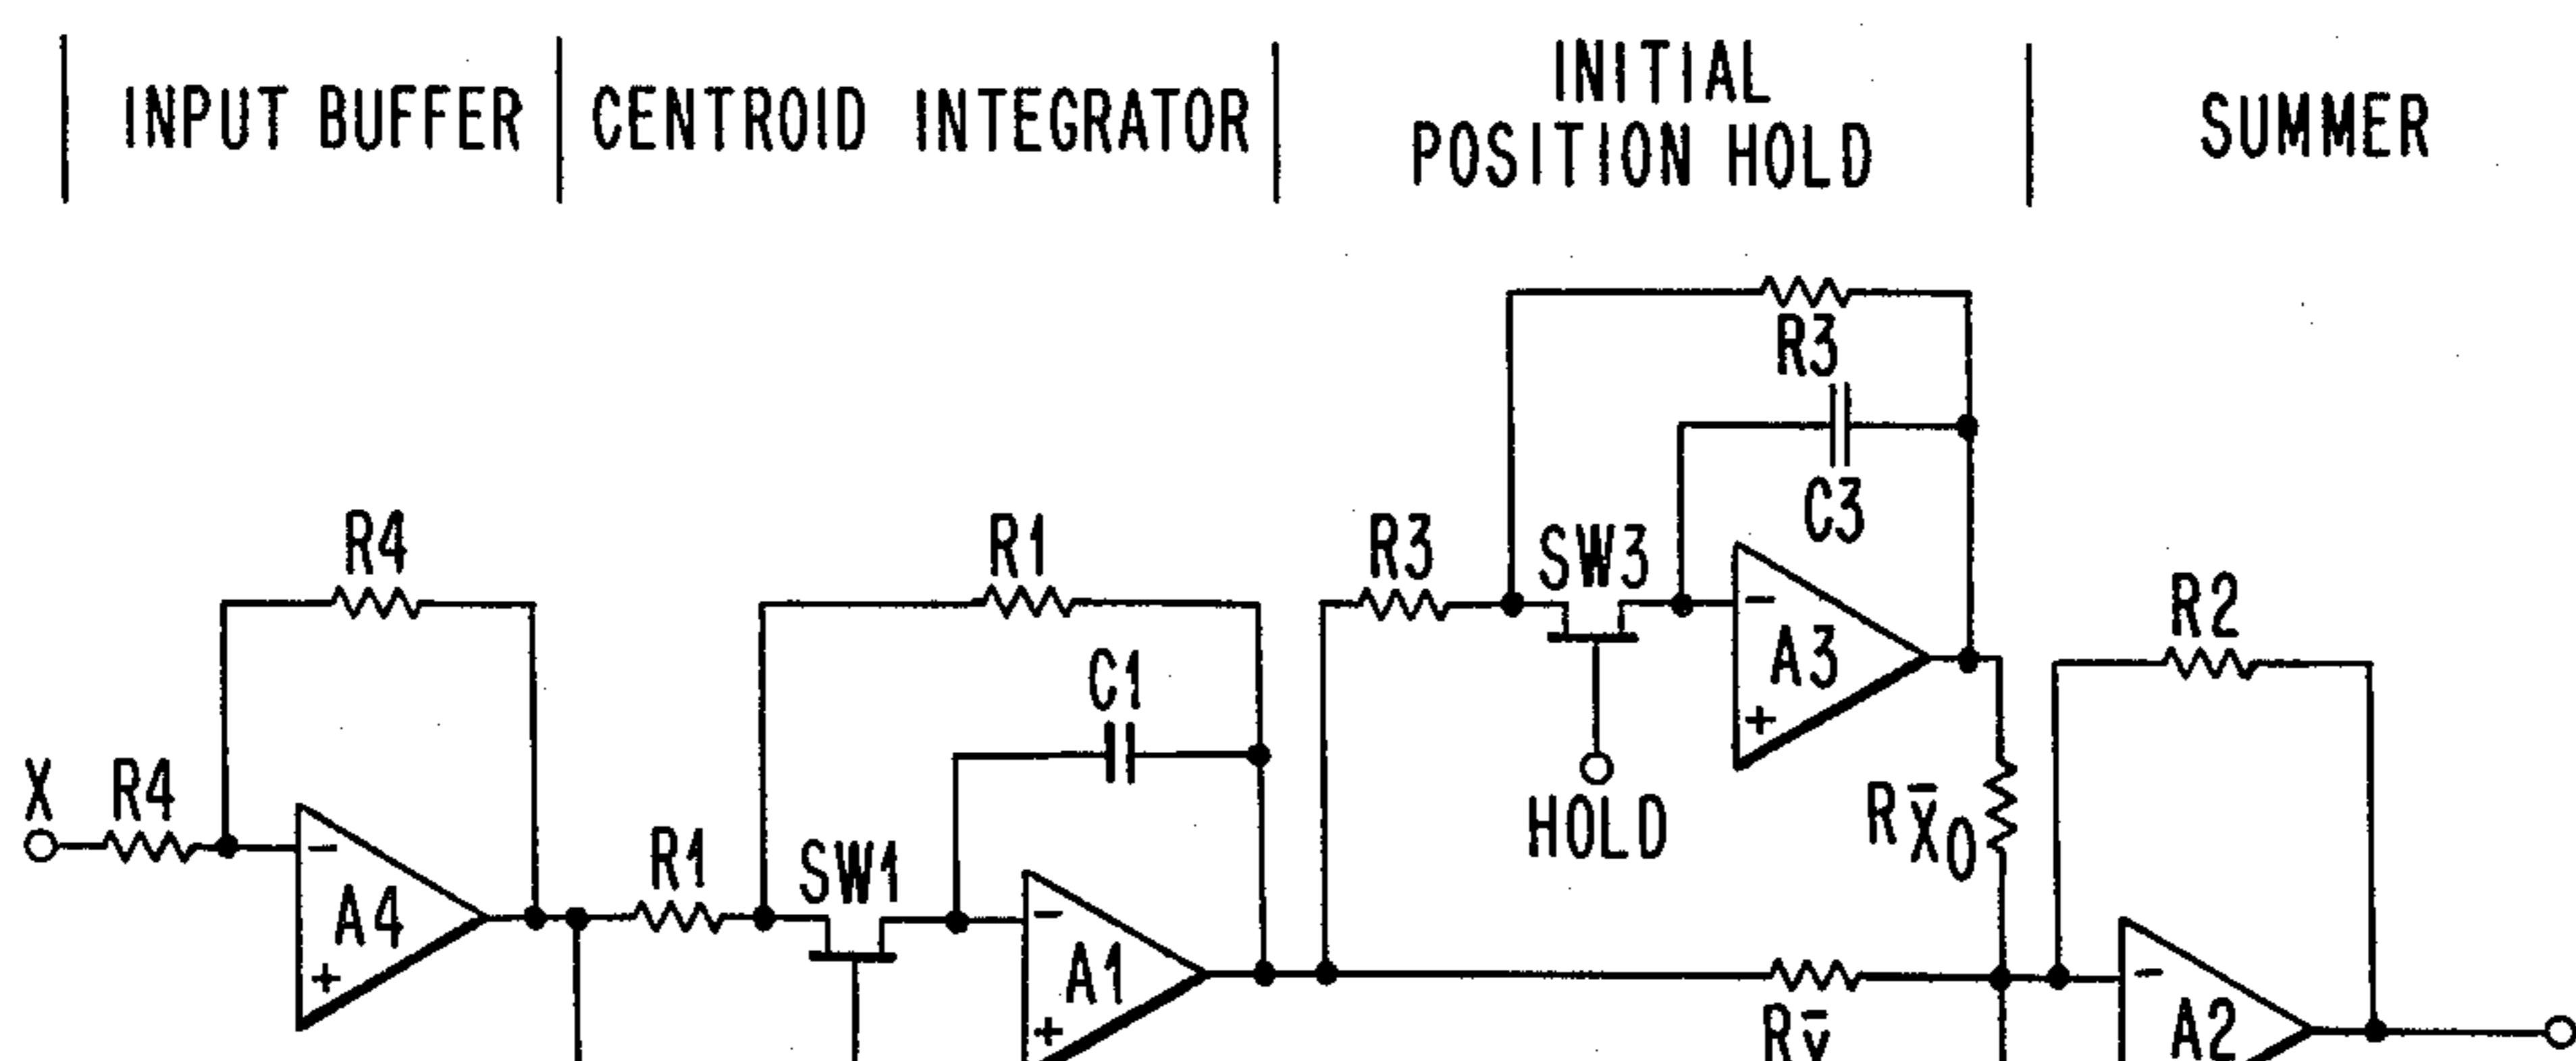 INPUT BUFFER
CENTROID INTEGRATOR
INITIAL
POSITION HOLD
SUMMER
R3
C3
R4
R1
R3
SW3
A3
+
−
R2
C1
X
R4
HOLD
RX̄0
R1
SW1
−
A4
+
−
A1
+
−
A2